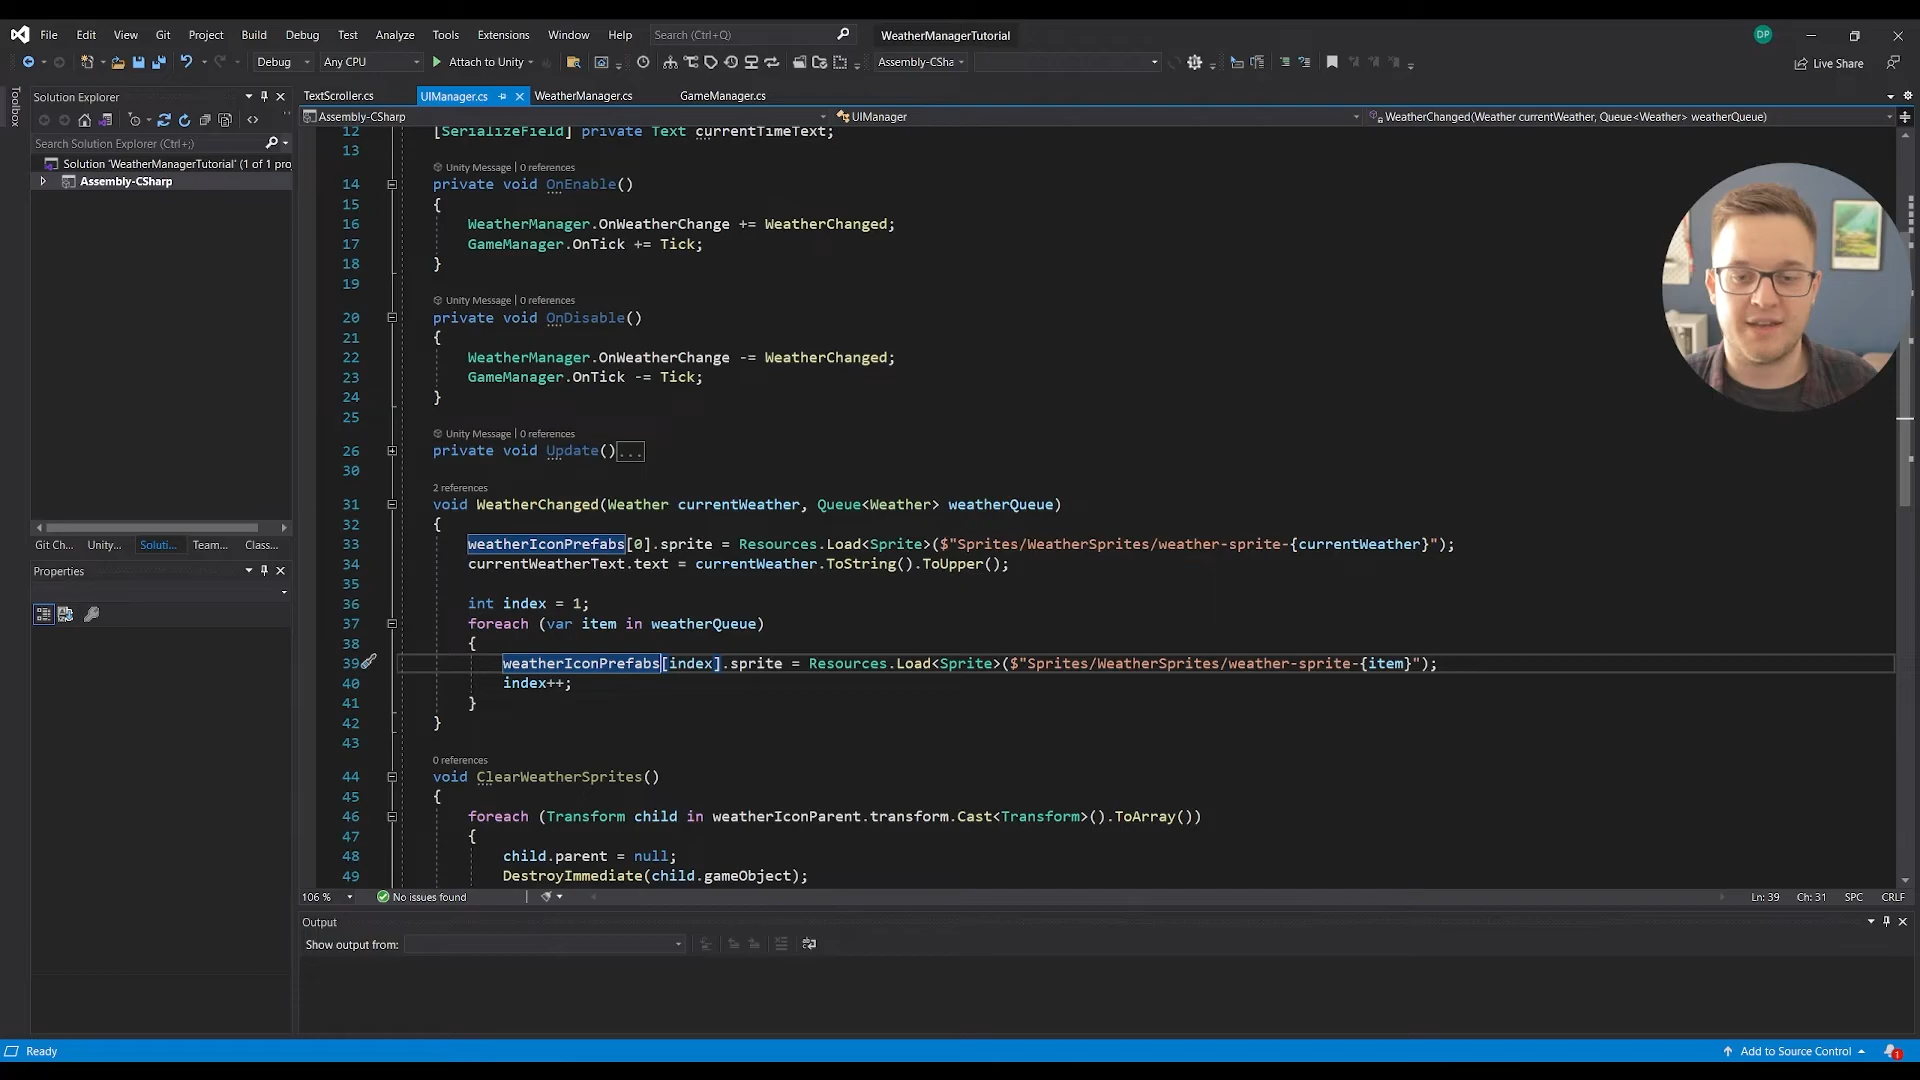 File Edit View Git Project Build Debug Test Analyze Tools Extensions Window Help Search (Ctrl+Q) WeatherManagerTutorial DP
Debug Any CPU Attach to Unity Assembly-CSha Live Share
Toolbox
Solution Explorer
Search Solution Explorer (Ctrl+;)
Solution 'WeatherManagerTutorial' (1 of 1 pro
Assembly-CSharp
Git Ch... Unity... Soluti... Team... Class...
Properties
TextScroller.cs UIManager.cs WeatherManager.cs GameManager.cs
Assembly-CSharp UIManager WeatherChanged(Weather currentWeather, Queue<Weather> weatherQueue)
12 [SerializeField] private Text currentTimeText;
13
Unity Message | 0 references
14 private void OnEnable()
15 {
16 WeatherManager.OnWeatherChange += WeatherChanged;
17 GameManager.OnTick += Tick;
18 }
19
Unity Message | 0 references
20 private void OnDisable()
21 {
22 WeatherManager.OnWeatherChange -= WeatherChanged;
23 GameManager.OnTick -= Tick;
24 }
25
Unity Message | 0 references
26 private void Update()...
30
2 references
31 void WeatherChanged(Weather currentWeather, Queue<Weather> weatherQueue)
32 {
33 weatherIconPrefabs[0].sprite = Resources.Load<Sprite>($"Sprites/WeatherSprites/weather-sprite-{currentWeather}");
34 currentWeatherText.text = currentWeather.ToString().ToUpper();
35
36 int index = 1;
37 foreach (var item in weatherQueue)
38 {
39 weatherIconPrefabs[index].sprite = Resources.Load<Sprite>($"Sprites/WeatherSprites/weather-sprite-{item}");
40 index++;
41 }
42 }
43
0 references
44 void ClearWeatherSprites()
45 {
46 foreach (Transform child in weatherIconParent.transform.Cast<Transform>().ToArray())
47 {
48 child.parent = null;
49 DestroyImmediate(child.gameObject);
106 % No issues found Ln: 39 Ch: 31 SPC CRLF
Output
Show output from:
Ready Add to Source Control 1